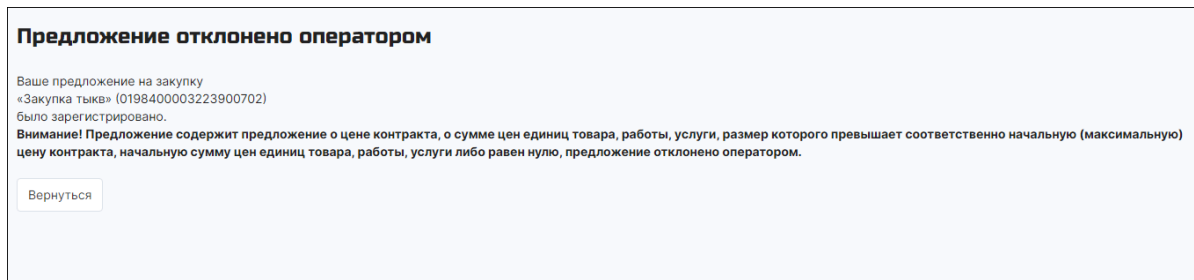 Предложение отклонено оператором
Ваше предложение на закупку
«Закупка тыкв» (0198400003223900702)
было зарегистрировано.
Внимание! Предложение содержит предложение о цене контракта, о сумме цен единиц товара, работы, услуги, размер которого превышает соответственно начальную (максимальную)
цену контракта, начальную сумму цен единиц товара, работы, услуги либо равен нулю, предложение отклонено оператором.
Вернуться